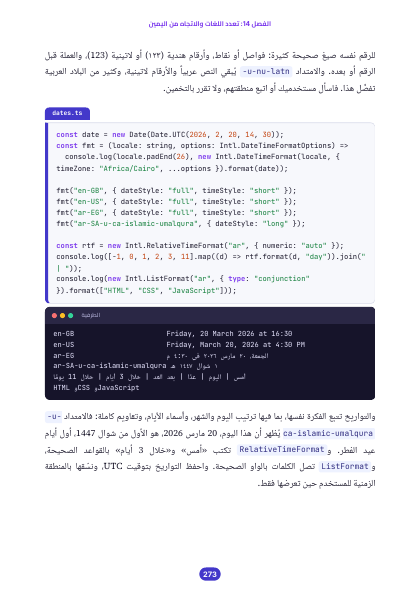 الفصل 14: تعدد اللغات والاتجاه من اليمين
للرقم نفسه صيغ صحيحة كثيرة: فواصل أو نقاط، وأرقام هندية (١٢٣) أو لاتينية (123)، والعملة قبل
الرقم أو بعده. والامتداد -u-nu-latn يُبقي النص عربياً والأرقام لاتينية، وكثير من البلاد العربية
تفضّل هذا. فاسأل مستخدميك أو اتبع منطقتهم، ولا تقرر بالتخمين.
dates.ts
const date = new Date(Date.UTC(2026, 2, 20, 14, 30));
const fmt = (locale: string, options: Intl.DateTimeFormatOptions) =>
console.log(locale.padEnd(26), new Intl.DateTimeFormat(locale, {
timeZone: "Africa/Cairo", ...options }).format(date));
fmt("en-GB", { dateStyle: "full", timeStyle: "short" });
fmt("en-US", { dateStyle: "full", timeStyle: "short" });
fmt("ar-EG", { dateStyle: "full", timeStyle: "short" });
fmt("ar-SA-u-ca-islamic-umalqura", { dateStyle: "long" });
const rtf = new Intl.RelativeTimeFormat("ar", { numeric: "auto" });
console.log([-1, 0, 1, 2, 3, 11].map((d) => rtf.format(d, "day")).join("
| "));
console.log(new Intl.ListFormat("ar", { type: "conjunction"
}).format(["HTML", "CSS", "JavaScript"]));
الطرفية
en-GB Friday, 20 March 2026 at 16:30
en-US Friday, March 20, 2026 at 4:30 PM
ar-EG الجمعة، ٢٠ مارس ٢٠٢٦ في ٤:٣٠ م
ar-SA-u-ca-islamic-umalqura ١ شوال ١٤٤٧ هـ
أمس | اليوم | غدًا | بعد الغد | خلال 3 أيام | خلال 11 يومًا
HTML وCSS وJavaScript
والتواريخ تتبع الفكرة نفسها، بما فيها ترتيب اليوم والشهر، وأسماء الأيام، وتقاويم كاملة: فالامتداد -u-
ca-islamic-umalqura يُظهر أن هذا اليوم، 20 مارس 2026، هو الأول من شوال 1447، أول أيام
عيد الفطر. وRelativeTimeFormat تكتب «أمس» و«خلال 3 أيام» بالقواعد الصحيحة،
وListFormat تصل الكلمات بالواو الصحيحة. واحفظ التواريخ بتوقيت UTC، ونسّقها بالمنطقة
الزمنية للمستخدم حين تعرضها فقط.
273